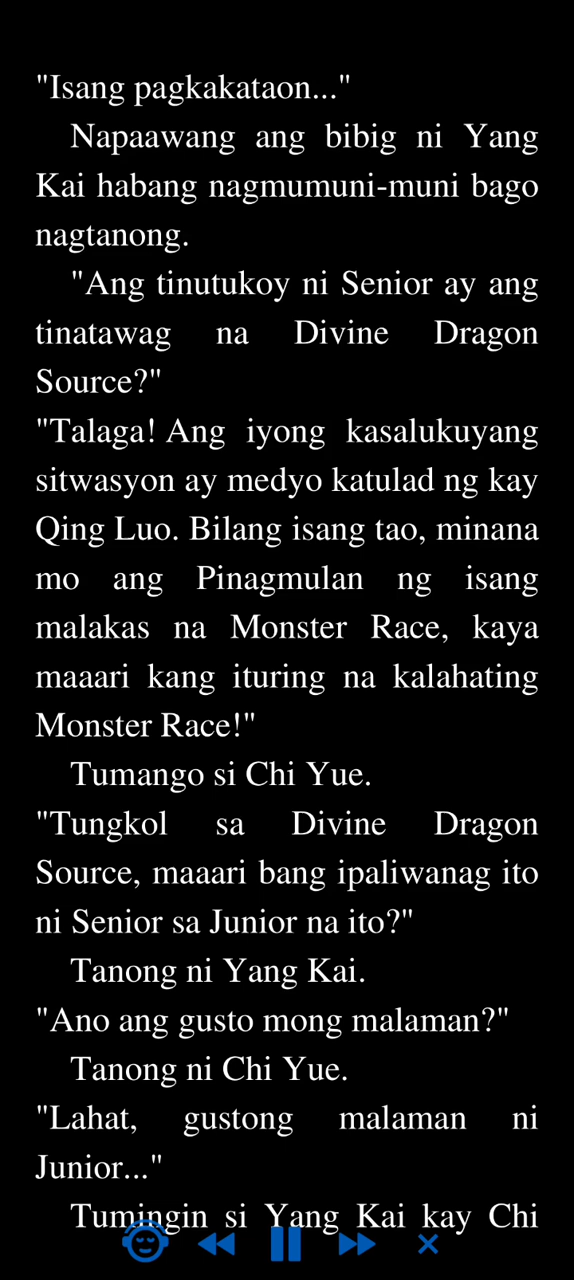 "Isang pagkakataon..."
Napaawang ang bibig ni Yang
Kai habang nagmumuni-muni bago
nagtanong.
"Ang tinutukoy ni Senior ay ang
tinatawag na Divine Dragon
Source?"
"Talaga! Ang iyong kasalukuyang
sitwasyon ay medyo katulad ng kay
Qing Luo. Bilang isang tao, minana
mo ang Pinagmulan ng isang
malakas na Monster Race, kaya
maaari kang ituring na kalahating
Monster Race!"
Tumango si Chi Yue.
"Tungkol sa Divine Dragon
Source, maaari bang ipaliwanag ito
ni Senior sa Junior na ito?"
Tanong ni Yang Kai.
"Ano ang gusto mong malaman?"
Tanong ni Chi Yue.
"Lahat, gustong malaman ni
Junior..."
Tumingin si Yang Kai kay Chi